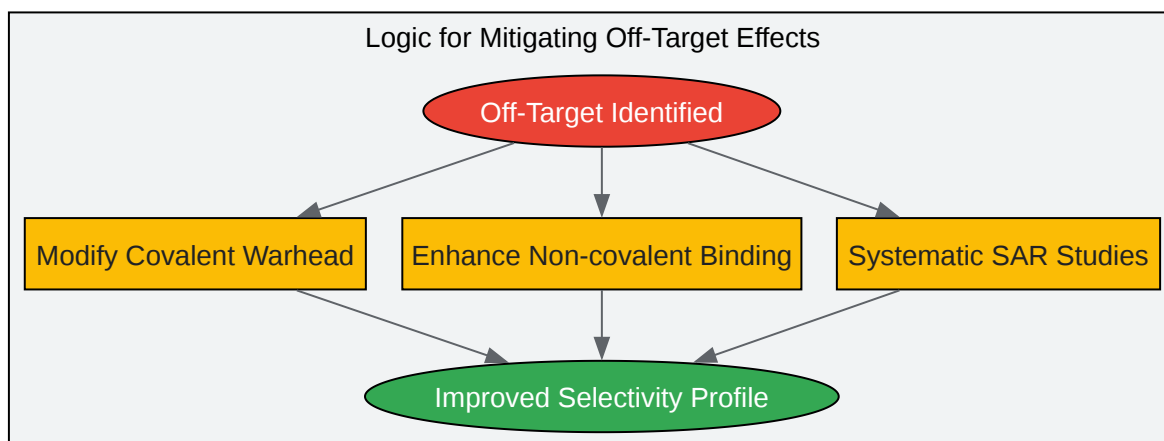 Logic for Mitigating Off-Target Effects
Off-Target Identified
Modify Covalent Warhead
Enhance Non-covalent Binding
Systematic SAR Studies
Improved Selectivity Profile